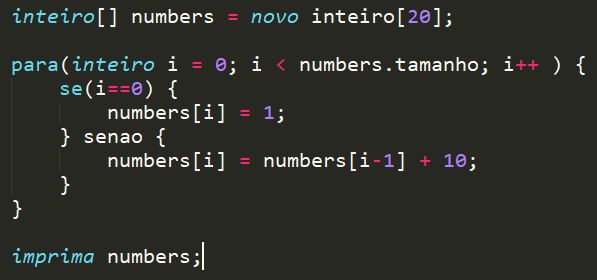 inteiro[] numbers = novo inteiro[20];
para(inteiro i = 0; i < numbers.tamanho; i++ ) {
se(i==0) {
numbers[i] = 1;
} senao {
numbers[i] = numbers[i-1] + 10;
}
}
imprima numbers;